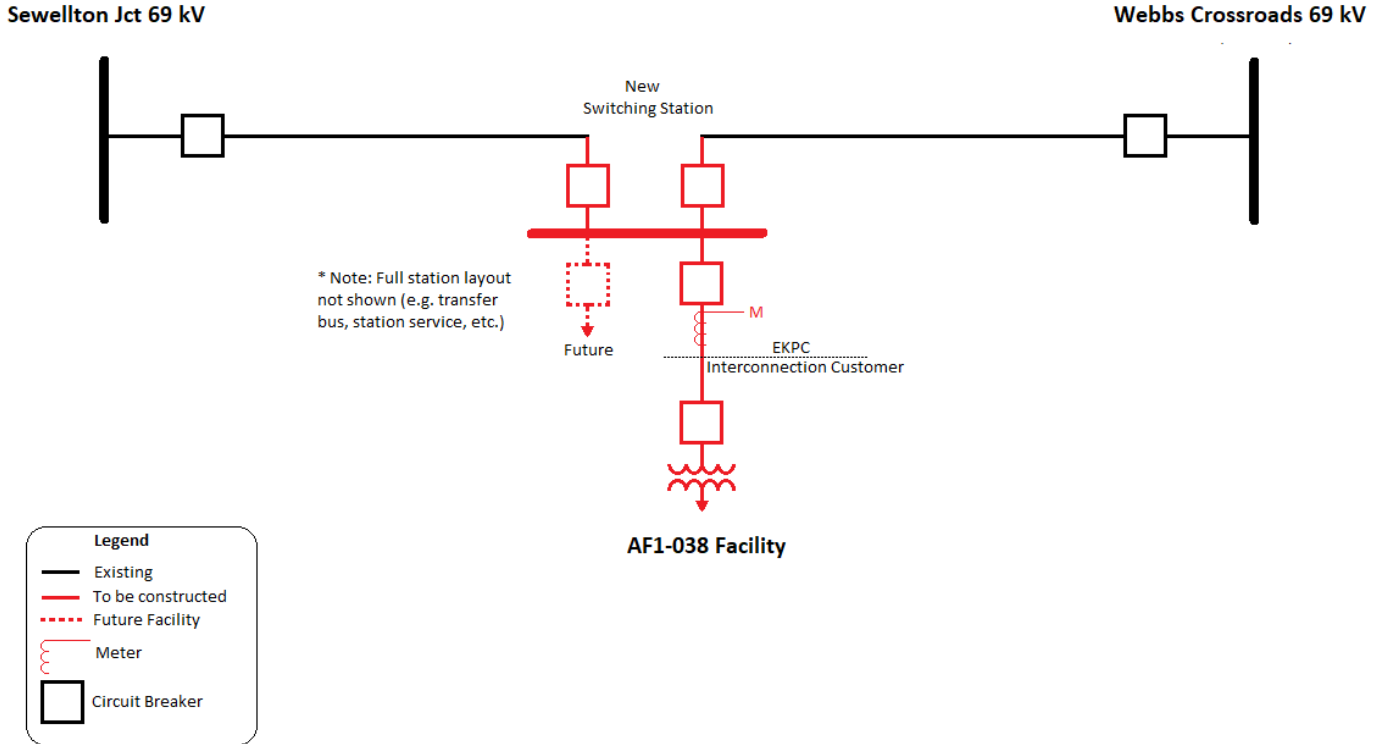 Sewellton Jct 69 kV
Webbs Crossroads 69 kV
New
Switching Station
* Note: Full station layout
not shown (e.g. transfer
bus, station service, etc.)
Future
M
EKPC
Interconnection Customer
AF1-038 Facility
Legend
Existing
To be constructed
Future Facility
Meter
Circuit Breaker